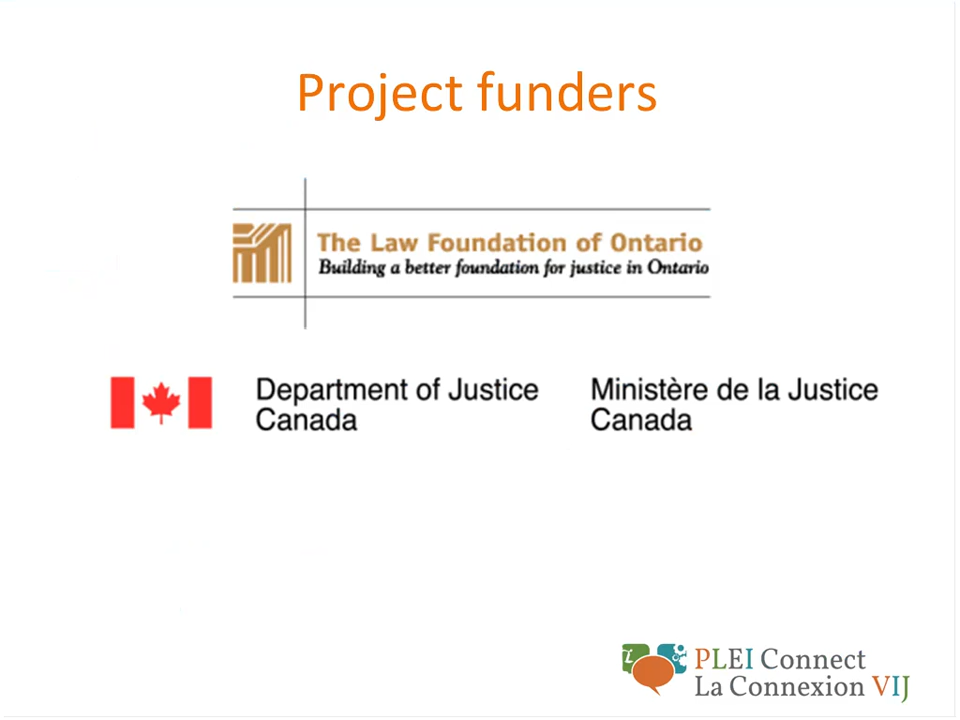 Project funders
The Law Foundation of Ontario
Building a better foundation for justice in Ontario
Department of Justice
Canada
Ministère de la Justice
Canada
PLEI Connect
La Connexion VIJ